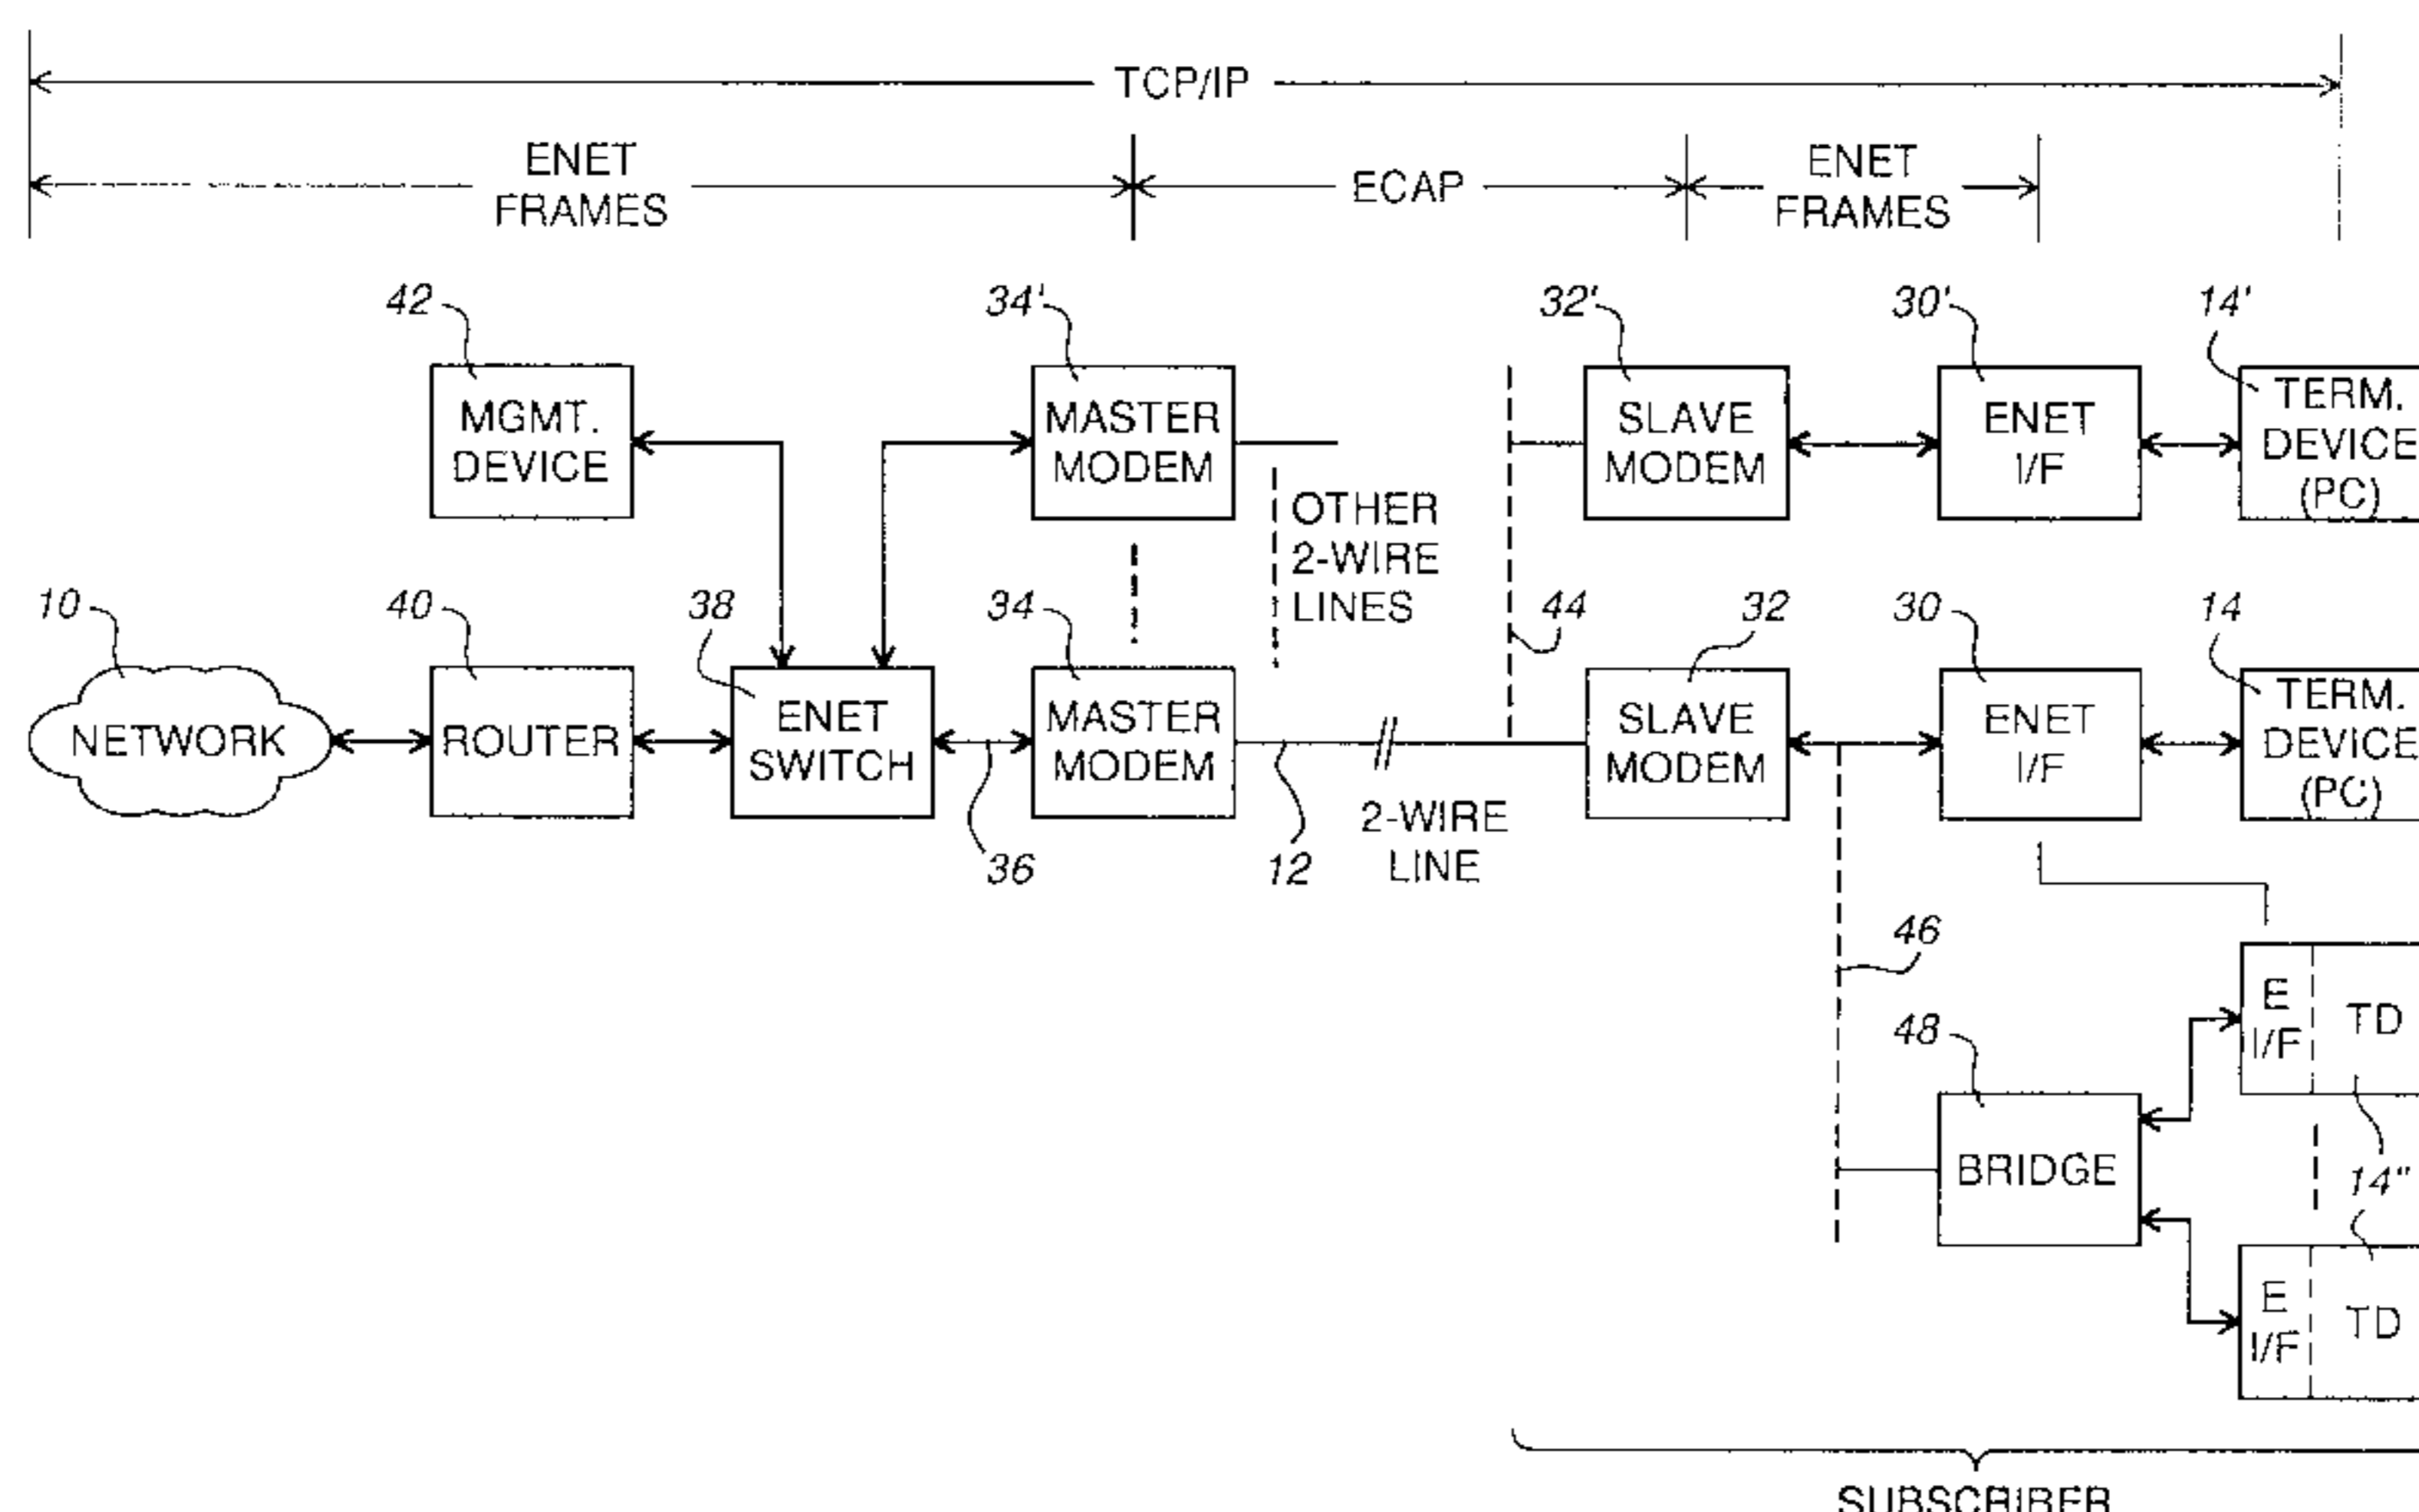 TCP/IP
ENET
FRAMES
ECAP
ENET
FRAMES
42
34'
32'
30'
14'
MGMT.
DEVICE
MASTER
MODEM
SLAVE
MODEM
ENET
I/F
TERM.
DEVICE
(PC)
OTHER
2-WIRE
LINES
10
40
38
34
44
32
30
14
NETWORK
ROUTER
ENET
SWITCH
MASTER
MODEM
SLAVE
MODEM
ENET
I/F
TERM.
DEVICE
(PC)
36
12
2-WIRE
LINE
46
48
E
I/F
TD
BRIDGE
14"
E
I/F
TD
SUBSCRIBER